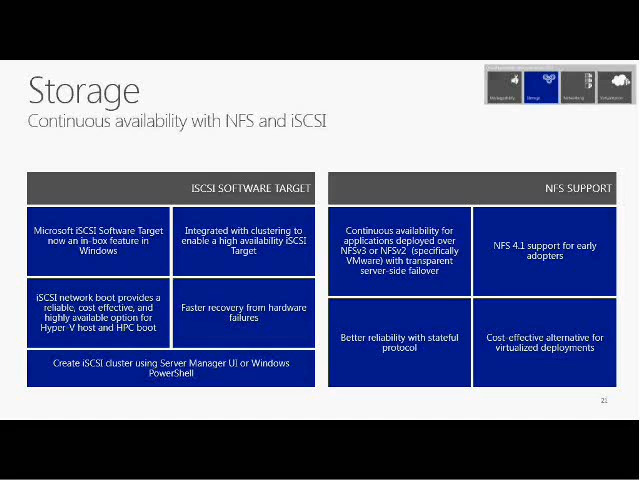 Storage
Continuous availability with NFS and iSCSI
Storage
ISCSI SOFTWARE TARGET
Microsoft iSCSI Software Target
now an in-box feature in
Windows
Integrated with clustering to
enable a high availability iSCSI
Target
iSCSI network boot provides a
reliable, cost effective, and
highly available option for
Hyper-V host and HPC boot
Faster recovery from hardware
failures
Create iSCSI cluster using Server Manager UI or Windows
PowerShell
NFS SUPPORT
Continuous availability for
applications deployed over
NFSv3 or NFSv2 (specifically
VMware) with transparent
server-side failover
NFS 4.1 support for early
adopters
Better reliability with stateful
protocol
Cost-effective alternative for
virtualized deployments
21